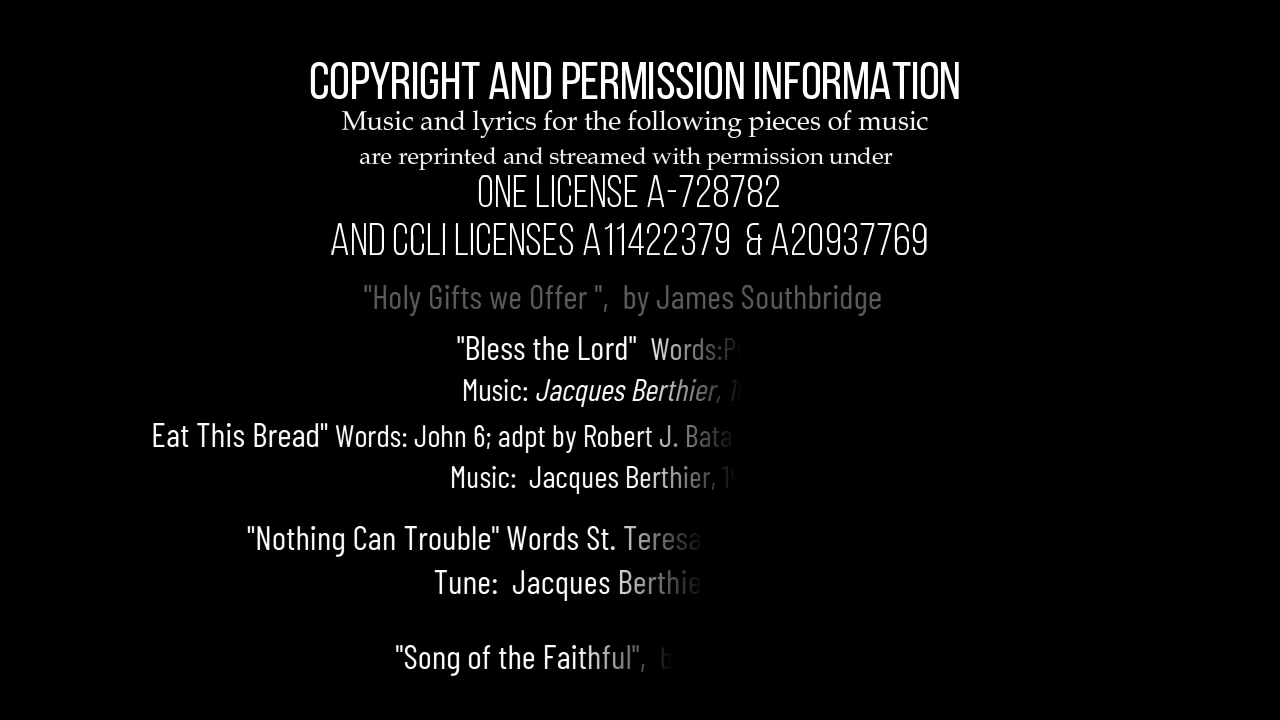 COPYRIGHT AND PERMISSION INFORMATION
Music and lyrics for the following pieces of music
are reprinted and streamed with permission under
ONE LICENSE A-728782
AND CCLI LICENSES A11422379 & A20937769
"Holy Gifts we Offer ", by James Southbridge
"Bless the Lord" Words:
Music: Jacques Berthier,
Eat This Bread" Words: John 6; adpt by Robert J.
Music: Jacques Berthier,
"Nothing Can Trouble" Words St. Teresa
Tune: Jacques Berthie
"Song of the Faithful",